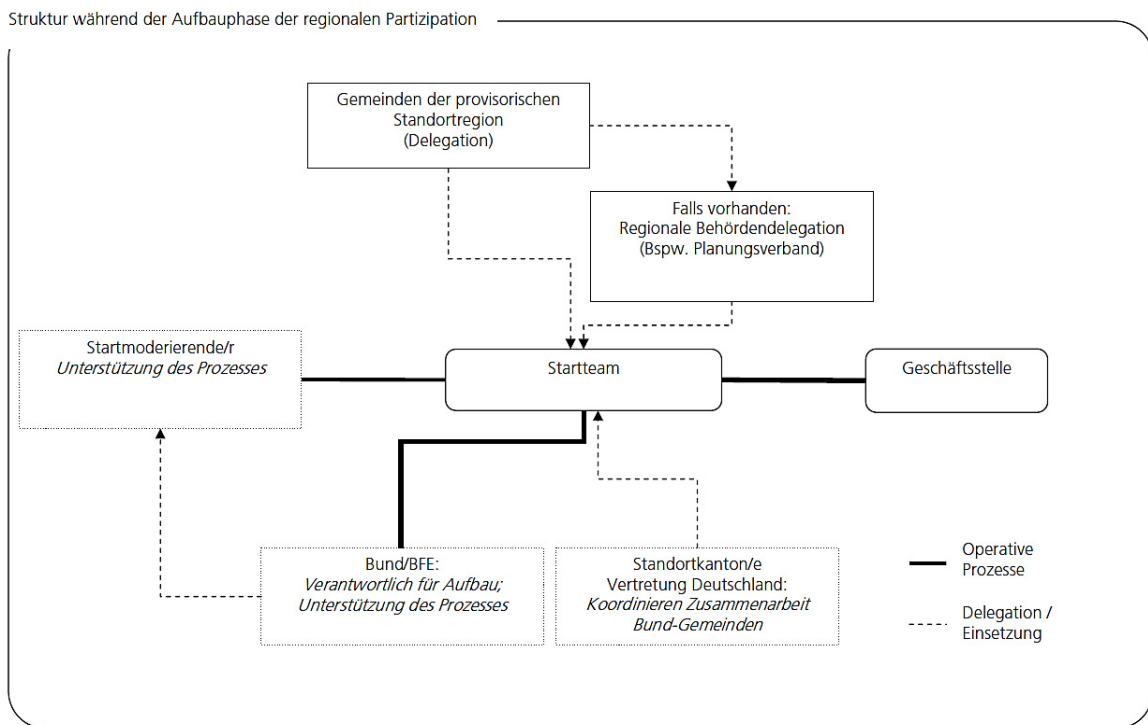 Struktur während der Aufbauphase der regionalen Partizipation
Gemeinden der provisorischen
Standortregion
(Delegation)
Falls vorhanden:
Regionale Behördendelegation
(Bspw. Planungsverband)
Startmoderierende/r
Unterstützung des Prozesses
Startteam
Geschäftsstelle
Bund/BFE:
Verantwortlich für Aufbau;
Unterstützung des Prozesses
Standortkanton/e
Vertretung Deutschland:
Koordinieren Zusammenarbeit
Bund-Gemeinden
Operative
Prozesse
Delegation /
Einsetzung